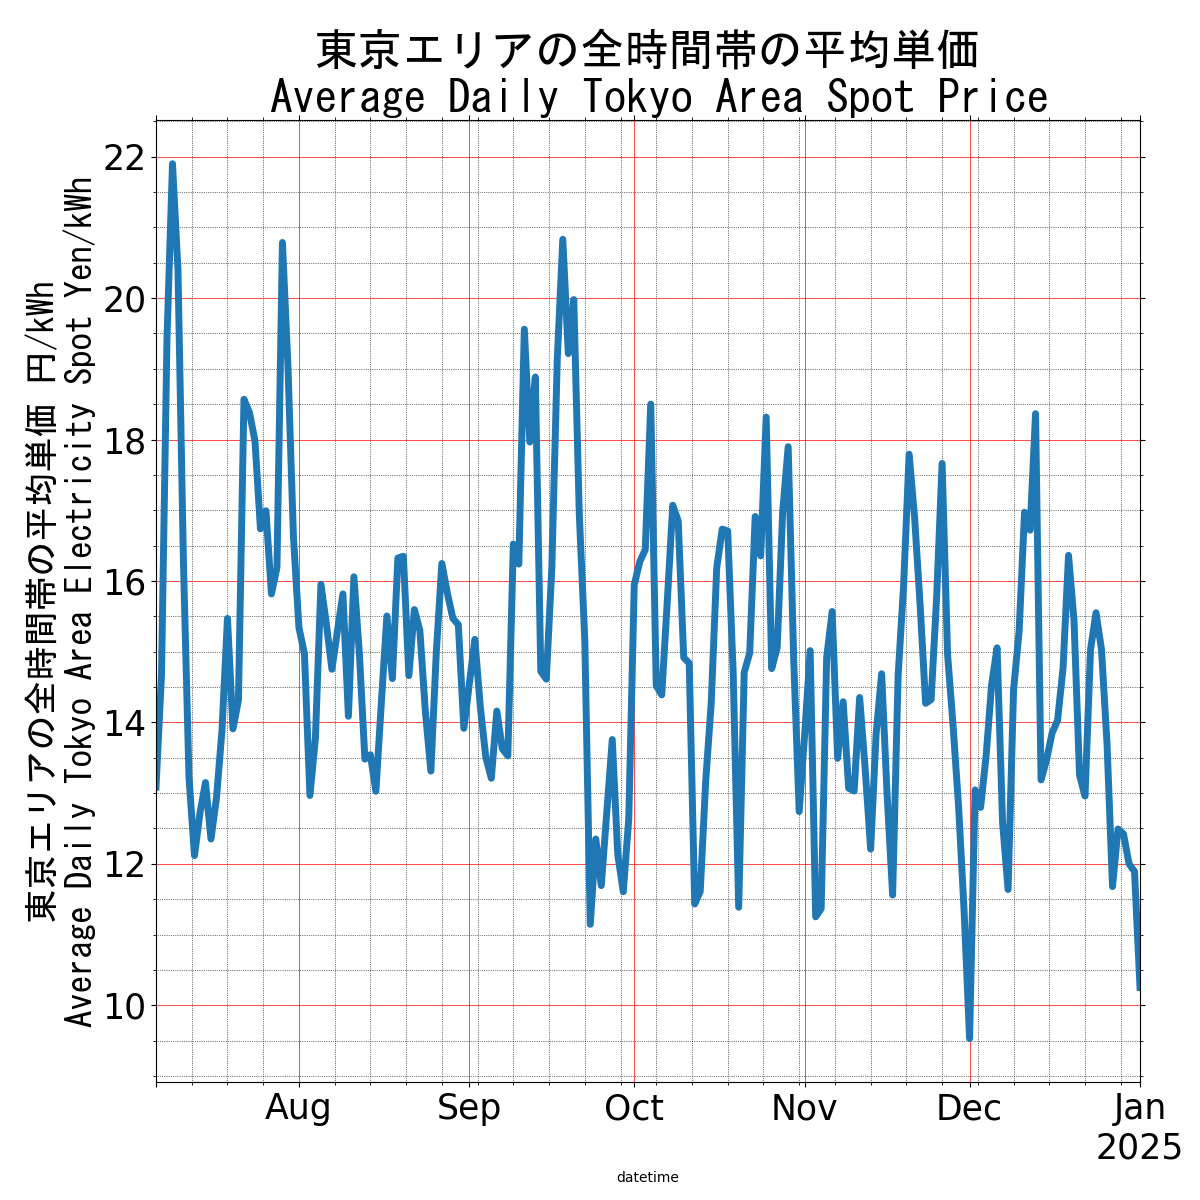 東京エリアの全時間帯の平均単価
Average Daily Tokyo Area Spot Price
東京エリアの全時間帯の平均単価 円/kWh
Average Daily Tokyo Area Electricity Spot Yen/kWh
22
20
18
16
14
12
10
Aug Sep Oct Nov Dec Jan
2025
datetime